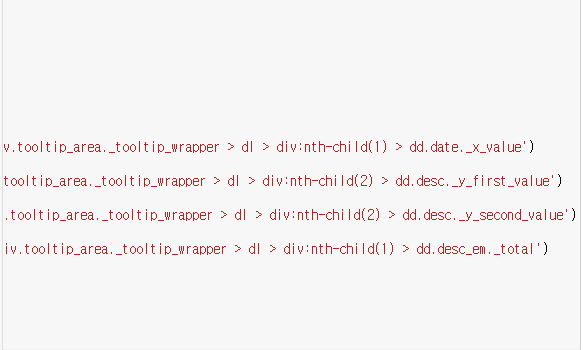 v.tooltip_area._tooltip_wrapper > dl > div:nth-child(1) > dd.date._x_value')
tooltip_area._tooltip_wrapper > dl > div:nth-child(2) > dd.desc._y_first_value')
.tooltip_area._tooltip_wrapper > dl > div:nth-child(2) > dd.desc._y_second_value')
iv.tooltip_area._tooltip_wrapper > dl > div:nth-child(1) > dd.desc_em._total')